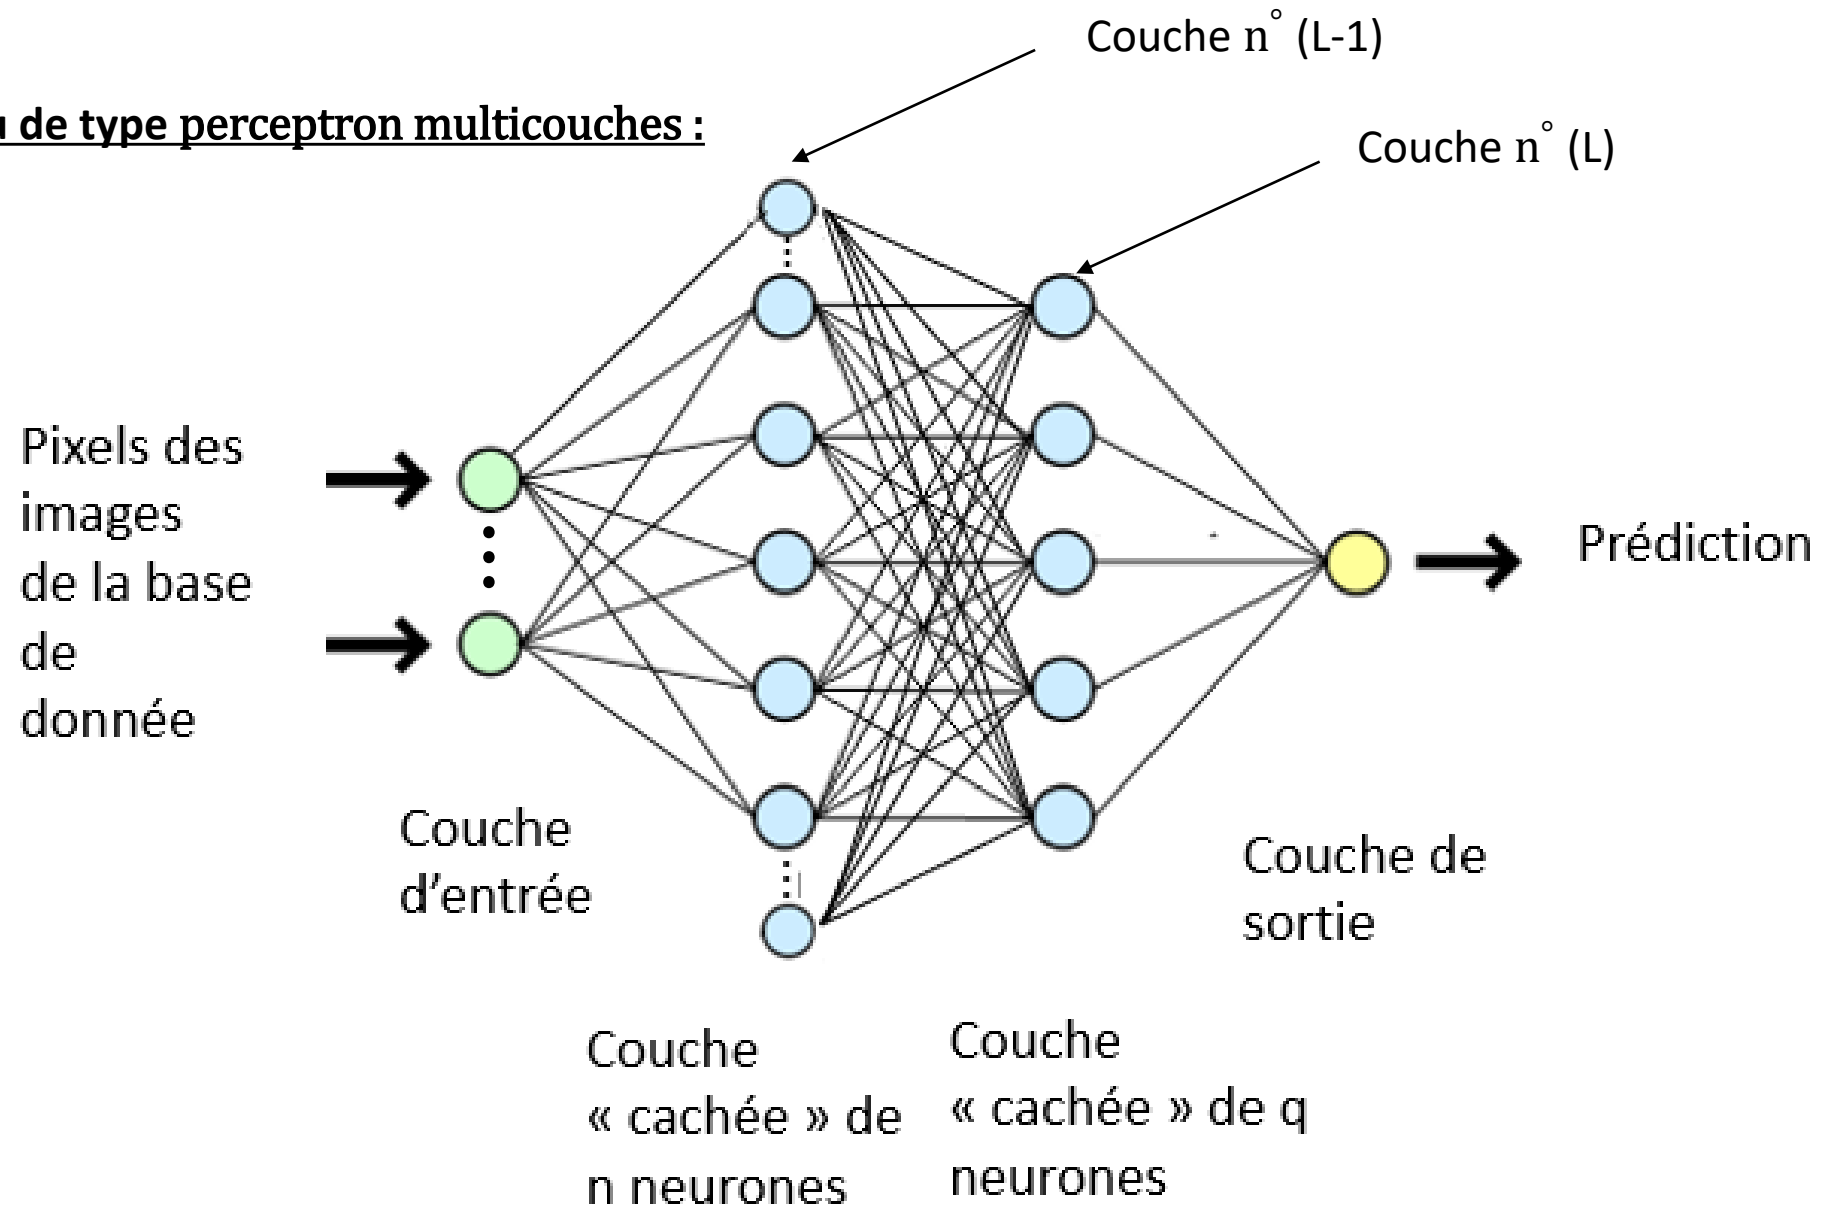 Couche n° (L-1)
de type perceptron multicouches :
Couche n° (L)
Pixels des
images
de la base
de
donnée
Prédiction
Couche
d'entrée
Couche de
sortie
Couche
« cachée » de
n neurones
Couche
« cachée » de q
neurones